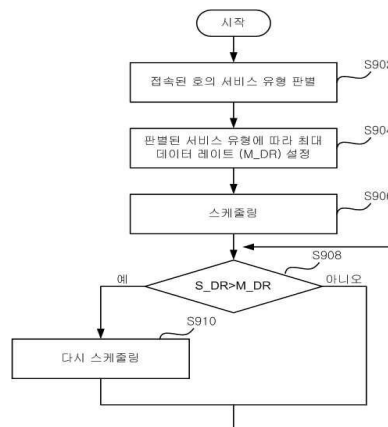 시작
S902
접속된 호의 서비스 유형 판별
S904
판별된 서비스 유형에 따라 최대
데이터 레이트 (M_DR) 설정
S906
스케줄링
S908
예
S_DR>M_DR
아니오
S910
다시 스케줄링